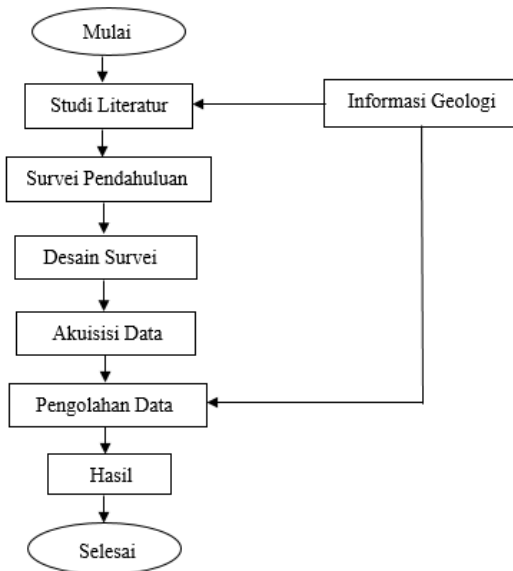 Mulai
Studi Literatur
Informasi Geologi
Survei Pendahuluan
Desain Survei
Akuisisi Data
Pengolahan Data
Hasil
Selesai